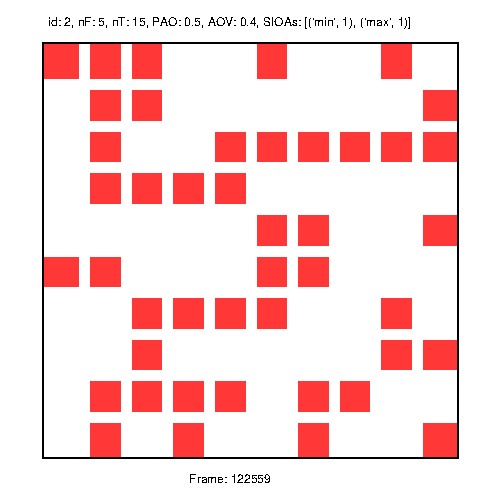 id: 2, nF: 5, nT: 15, PAO: 0.5, AOV: 0.4, SIOAs: [('min', 1), ('max', 1)]
Frame: 122559